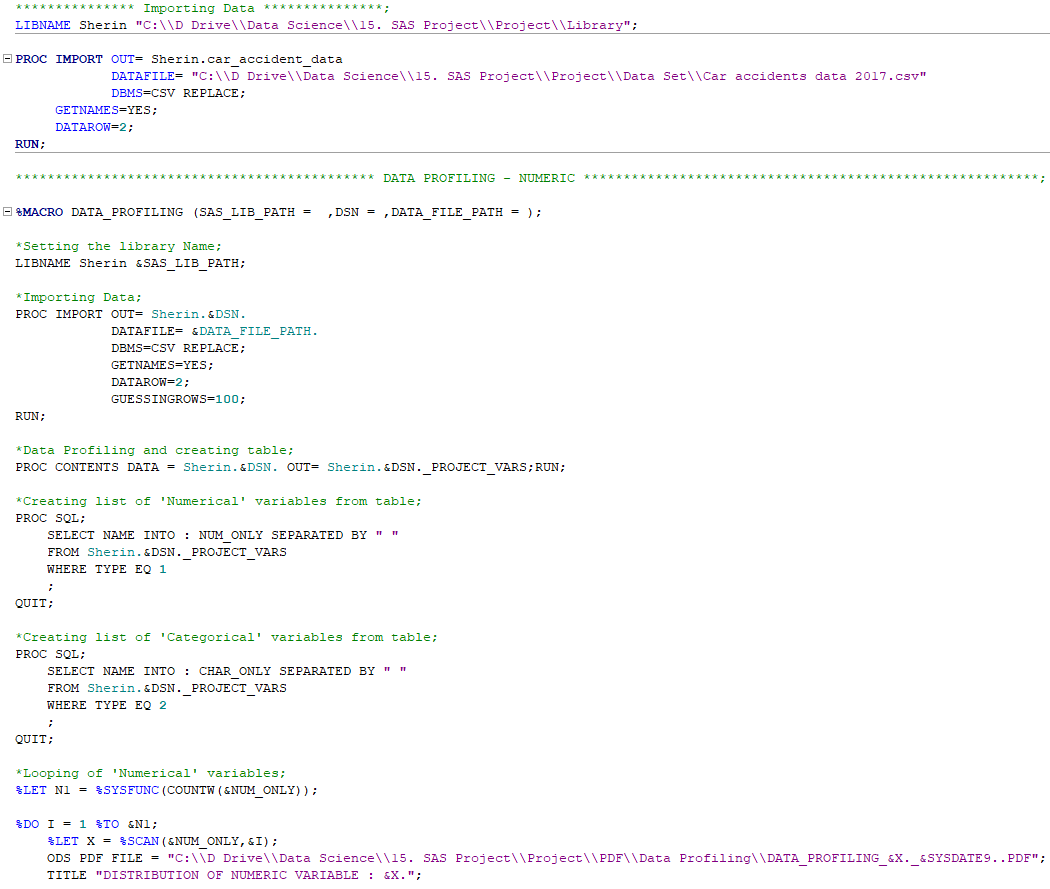 *************** Importing Data ***************;
LIBNAME Sherin "C:\\D Drive\\Data Science\\15. SAS Project\\Project\\Library";
PROC IMPORT OUT= Sherin.car_accident_data
DATAFILE= "C:\\D Drive\\Data Science\\15. SAS Project\\Project\\Data Set\\Car accidents data 2017.csv"
DBMS=CSV REPLACE;
GETNAMES=YES;
DATAROW=2;
RUN;
********************************************* DATA PROFILING - NUMERIC *********************************************************;
%MACRO DATA_PROFILING (SAS_LIB_PATH =  ,DSN = ,DATA_FILE_PATH = );
*Setting the library Name;
LIBNAME Sherin &SAS_LIB_PATH;
*Importing Data;
PROC IMPORT OUT= Sherin.&DSN.
DATAFILE= &DATA_FILE_PATH.
DBMS=CSV REPLACE;
GETNAMES=YES;
DATAROW=2;
GUESSINGROWS=100;
RUN;
*Data Profiling and creating table;
PROC CONTENTS DATA = Sherin.&DSN. OUT= Sherin.&DSN._PROJECT_VARS;RUN;
*Creating list of 'Numerical' variables from table;
PROC SQL;
SELECT NAME INTO : NUM_ONLY SEPARATED BY " "
FROM Sherin.&DSN._PROJECT_VARS
WHERE TYPE EQ 1
;
QUIT;
*Creating list of 'Categorical' variables from table;
PROC SQL;
SELECT NAME INTO : CHAR_ONLY SEPARATED BY " "
FROM Sherin.&DSN._PROJECT_VARS
WHERE TYPE EQ 2
;
QUIT;
*Looping of 'Numerical' variables;
%LET N1 = %SYSFUNC(COUNTW(&NUM_ONLY));
%DO I = 1 %TO &N1;
%LET X = %SCAN(&NUM_ONLY,&I);
ODS PDF FILE = "C:\\D Drive\\Data Science\\15. SAS Project\\Project\\PDF\\Data Profiling\\DATA_PROFILING_&X._&SYSDATE9..PDF";
TITLE "DISTRIBUTION OF NUMERIC VARIABLE : &X.";